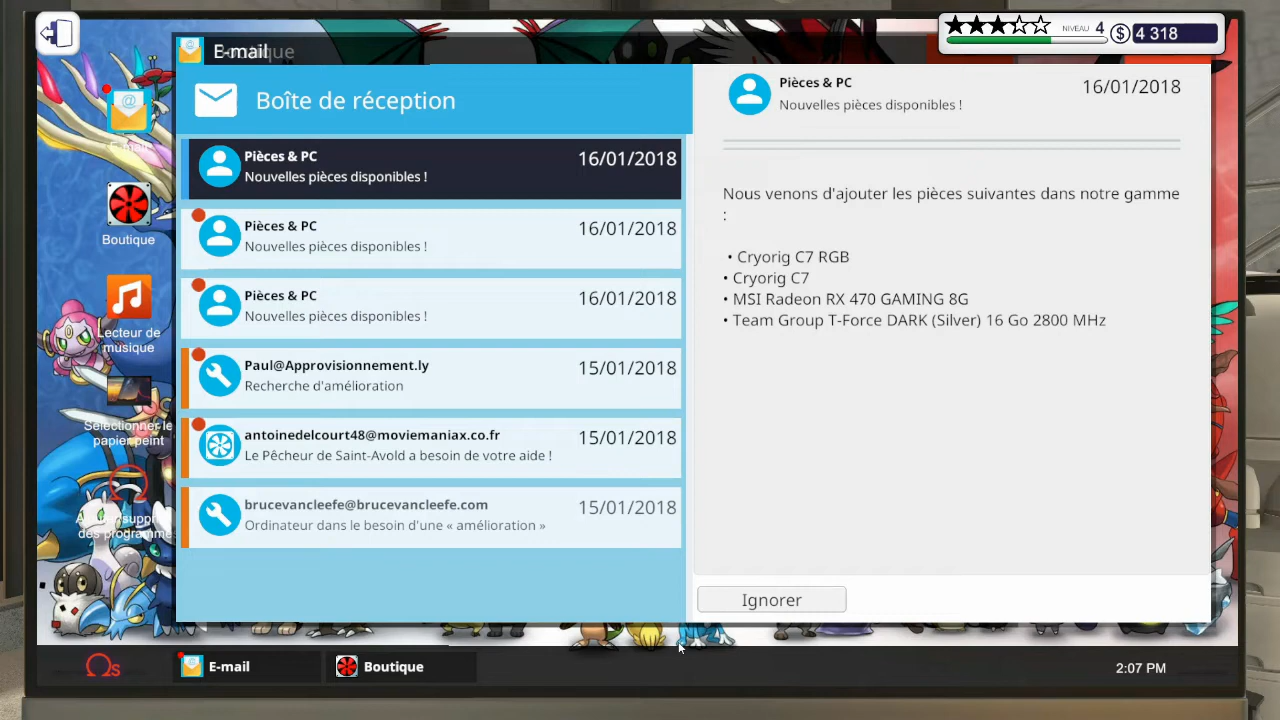 E-mail
NIVEAU 4
$ 4 318
Boîte de réception
Pièces & PC
16/01/2018
Nouvelles pièces disponibles !
Pièces & PC
16/01/2018
Nouvelles pièces disponibles !
Pièces & PC
16/01/2018
Nouvelles pièces disponibles !
Paul@Approvisionnement.ly
15/01/2018
Recherche d'amélioration
antoinedelcourt48@moviemaniax.co.fr
15/01/2018
Le Pêcheur de Saint-Avold a besoin de votre aide !
brucevancleefe@brucevancleefe.com
15/01/2018
Ordinateur dans le besoin d'une « amélioration »
Pièces & PC
16/01/2018
Nouvelles pièces disponibles !
Nous venons d'ajouter les pièces suivantes dans notre gamme
:
• Cryorig C7 RGB
• Cryorig C7
• MSI Radeon RX 470 GAMING 8G
• Team Group T-Force DARK (Silver) 16 Go 2800 MHz
Ignorer
E-mail
Boutique
Lecteur de
musique
Sélectionner le
papier peint
des programme
Ωs
E-mail
Boutique
2:07 PM